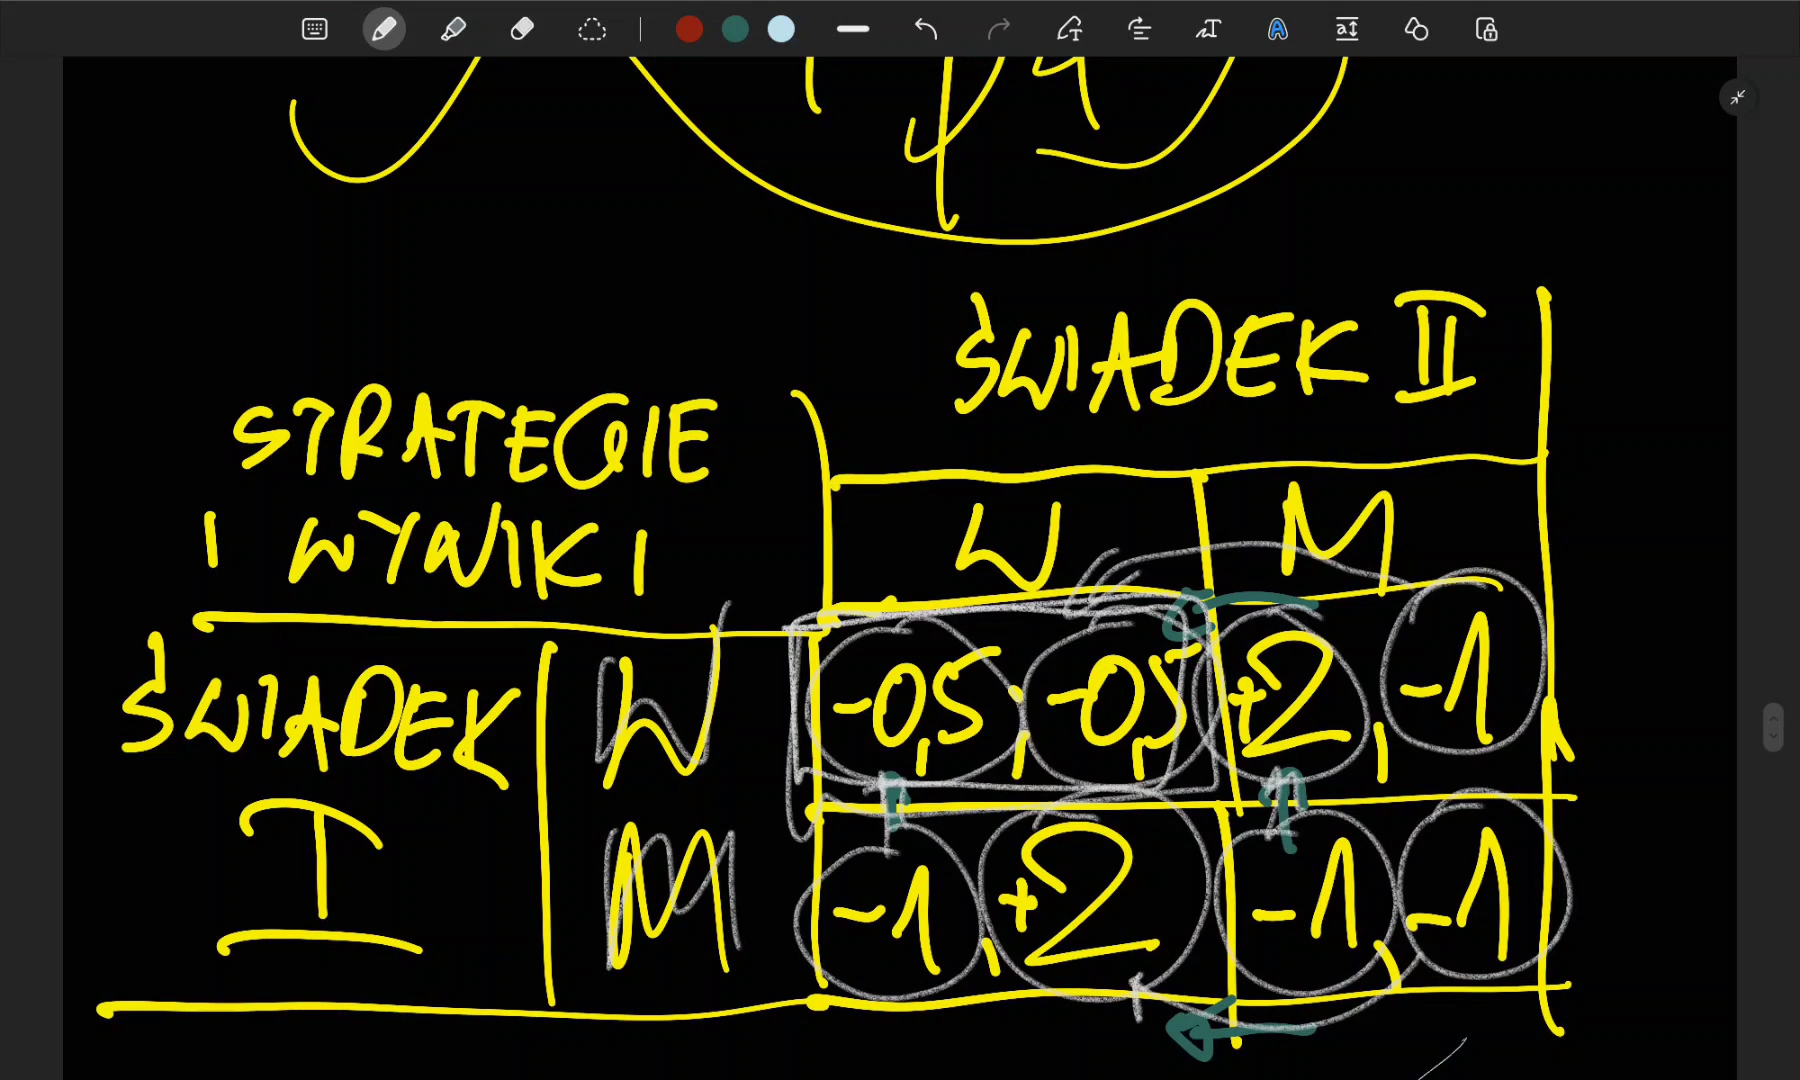 ŚWIADEK II
STRATEGIE
I WYNIKI
W M
ŚWIADEK I
W -0,5, -0,5 +2, -1
M -1, +2 -1, -1